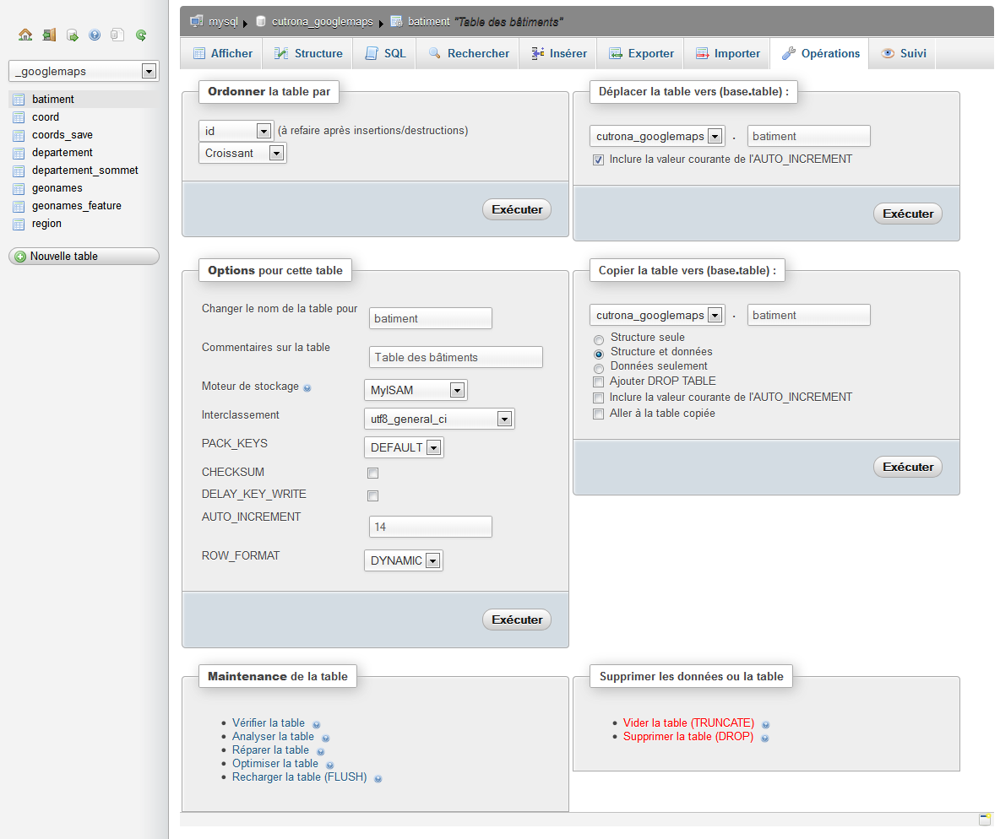 _googlemaps
batiment
coord
coords_save
departement
departement_sommet
geonames
geonames_feature
region
Nouvelle table
mysql cutrona_googlemaps batiment "Table des bâtiments"
Afficher Structure SQL Rechercher Insérer Exporter Importer Opérations Suivi
Ordonner la table par
id (à refaire après insertions/destructions)
Croissant
Exécuter
Déplacer la table vers (base.table) :
cutrona_googlemaps . batiment
Inclure la valeur courante de l'AUTO_INCREMENT
Exécuter
Options pour cette table
Changer le nom de la table pour batiment
Commentaires sur la table Table des bâtiments
Moteur de stockage MyISAM
Interclassement utf8_general_ci
PACK_KEYS DEFAULT
CHECKSUM
DELAY_KEY_WRITE
AUTO_INCREMENT 14
ROW_FORMAT DYNAMIC
Exécuter
Copier la table vers (base.table) :
cutrona_googlemaps . batiment
Structure seule
Structure et données
Données seulement
Ajouter DROP TABLE
Inclure la valeur courante de l'AUTO_INCREMENT
Aller à la table copiée
Exécuter
Maintenance de la table
Vérifier la table
Analyser la table
Réparer la table
Optimiser la table
Recharger la table (FLUSH)
Supprimer les données ou la table
Vider la table (TRUNCATE)
Supprimer la table (DROP)